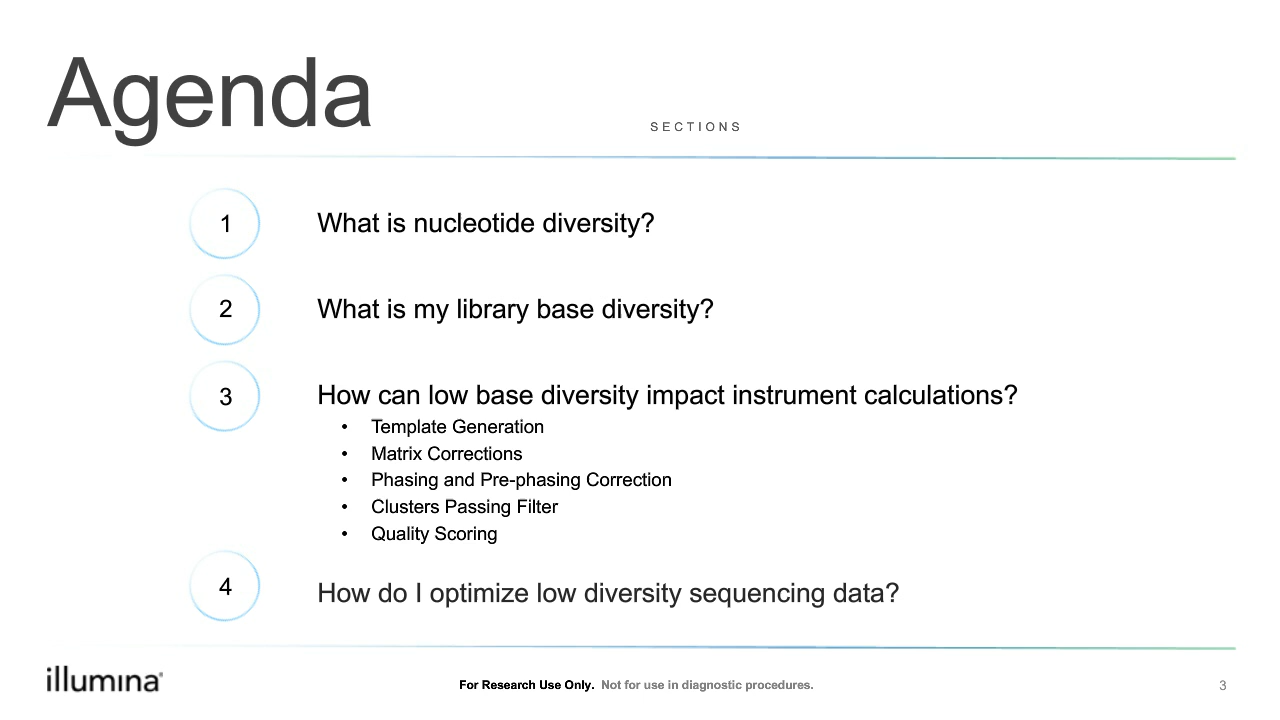 Agenda
SECTIONS
1 What is nucleotide diversity?
2 What is my library base diversity?
3 How can low base diversity impact instrument calculations?
• Template Generation
• Matrix Corrections
• Phasing and Pre-phasing Correction
• Clusters Passing Filter
• Quality Scoring
4 How do I optimize low diversity sequencing data?
illumina®
For Research Use Only. Not for use in diagnostic procedures.
3